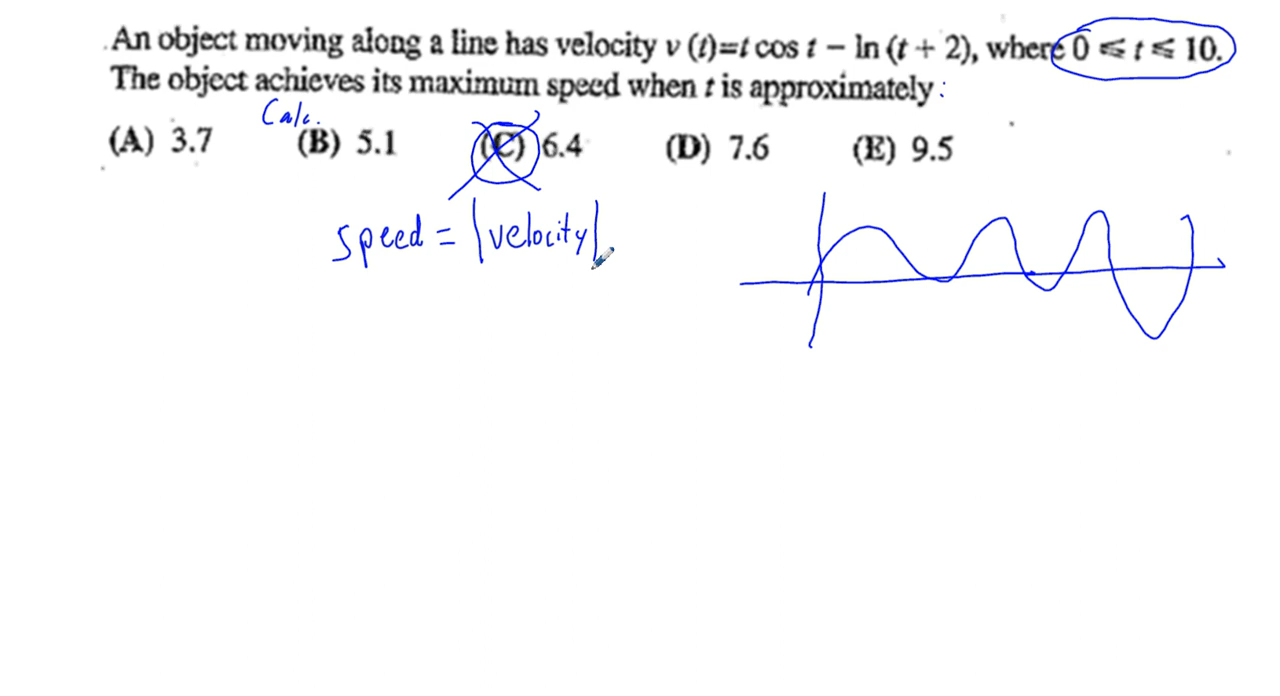 An object moving along a line has velocity v (t)=t cos t − ln (t + 2), where 0 ⩽ t ⩽ 10.
The object achieves its maximum speed when t is approximately:
Calc.
(A) 3.7 (B) 5.1 (C) 6.4 (D) 7.6 (E) 9.5
speed = |velocity|